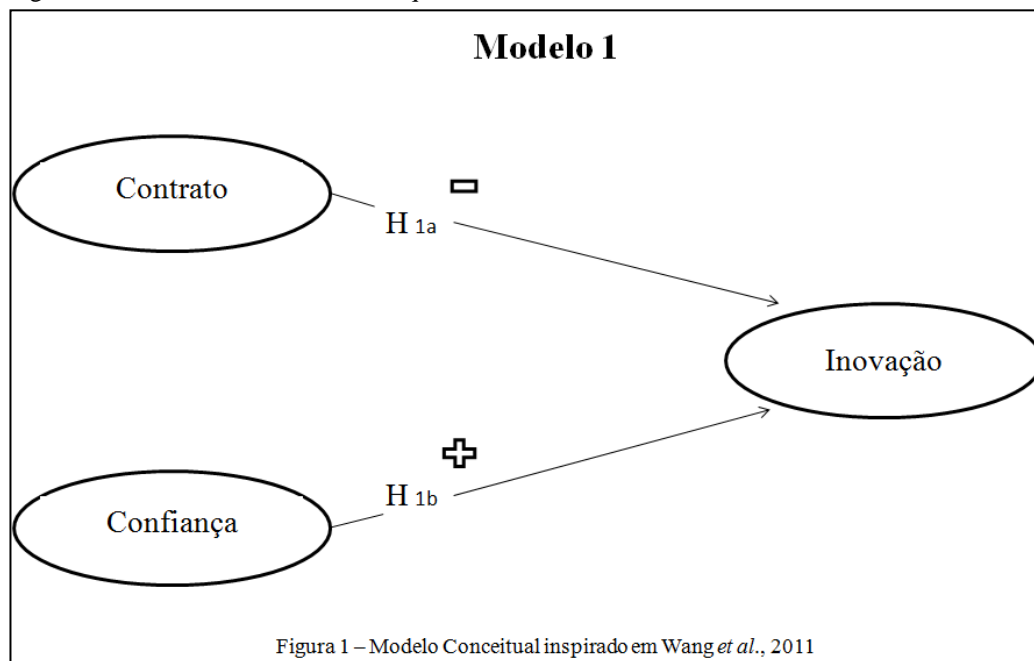 Modelo 1
Contrato
H 1a
Inovação
H 1b
Confiança
Figura 1 – Modelo Conceitual inspirado em Wang et al., 2011